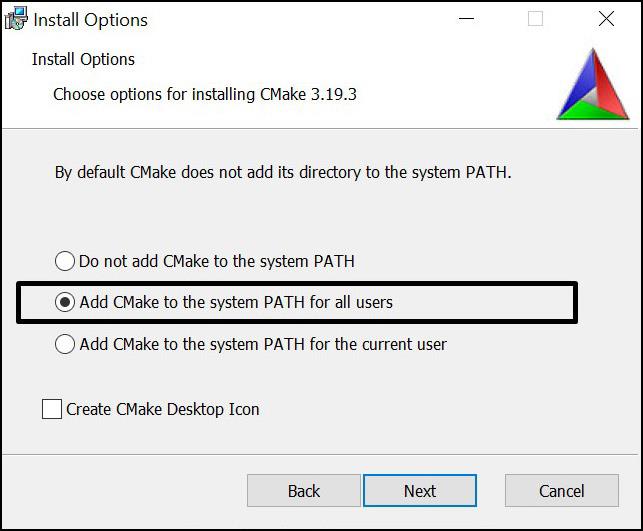 Install Options
Install Options
Choose options for installing CMake 3.19.3
By default CMake does not add its directory to the system PATH.
Do not add CMake to the system PATH
Add CMake to the system PATH for all users
Add CMake to the system PATH for the current user
Create CMake Desktop Icon
Back Next Cancel